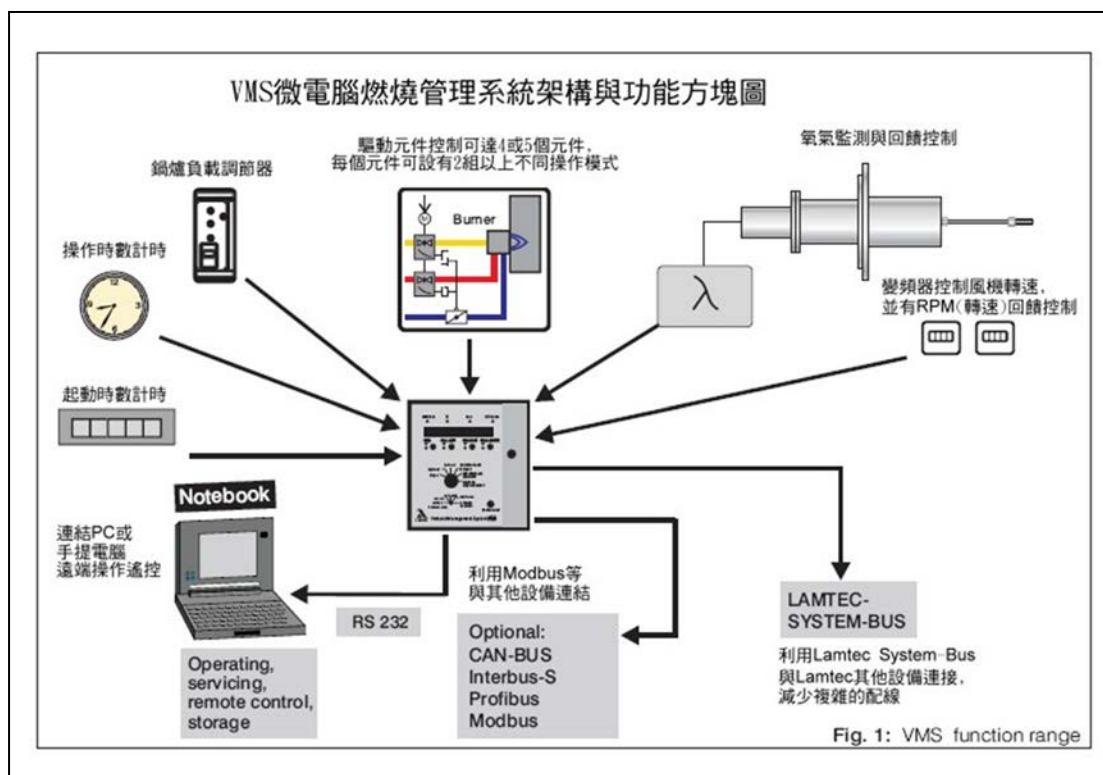 VMS微電腦燃燒管理系統架構與功能方塊圖
驅動元件控制可達4或5個元件,
每個元件可設有2組以上不同操作模式
氧氣監測與回饋控制
鍋爐負載調節器
Burner
M
操作時數計時
12
9
3
6
λ
變頻器控制風機轉速,
並有RPM(轉速)回饋控制
起動時數計時
Notebook
連結PC或
手提電腦
遠端操作遙控
RS 232
利用Modbus等
與其他設備連結
LAMTEC-
SYSTEM-BUS
Operating,
servicing,
remote control,
storage
Optional:
CAN-BUS
Interbus-S
Profibus
Modbus
利用Lamtec System-Bus
與Lamtec其他設備連接,
減少複雜的配線
Fig. 1: VMS function range